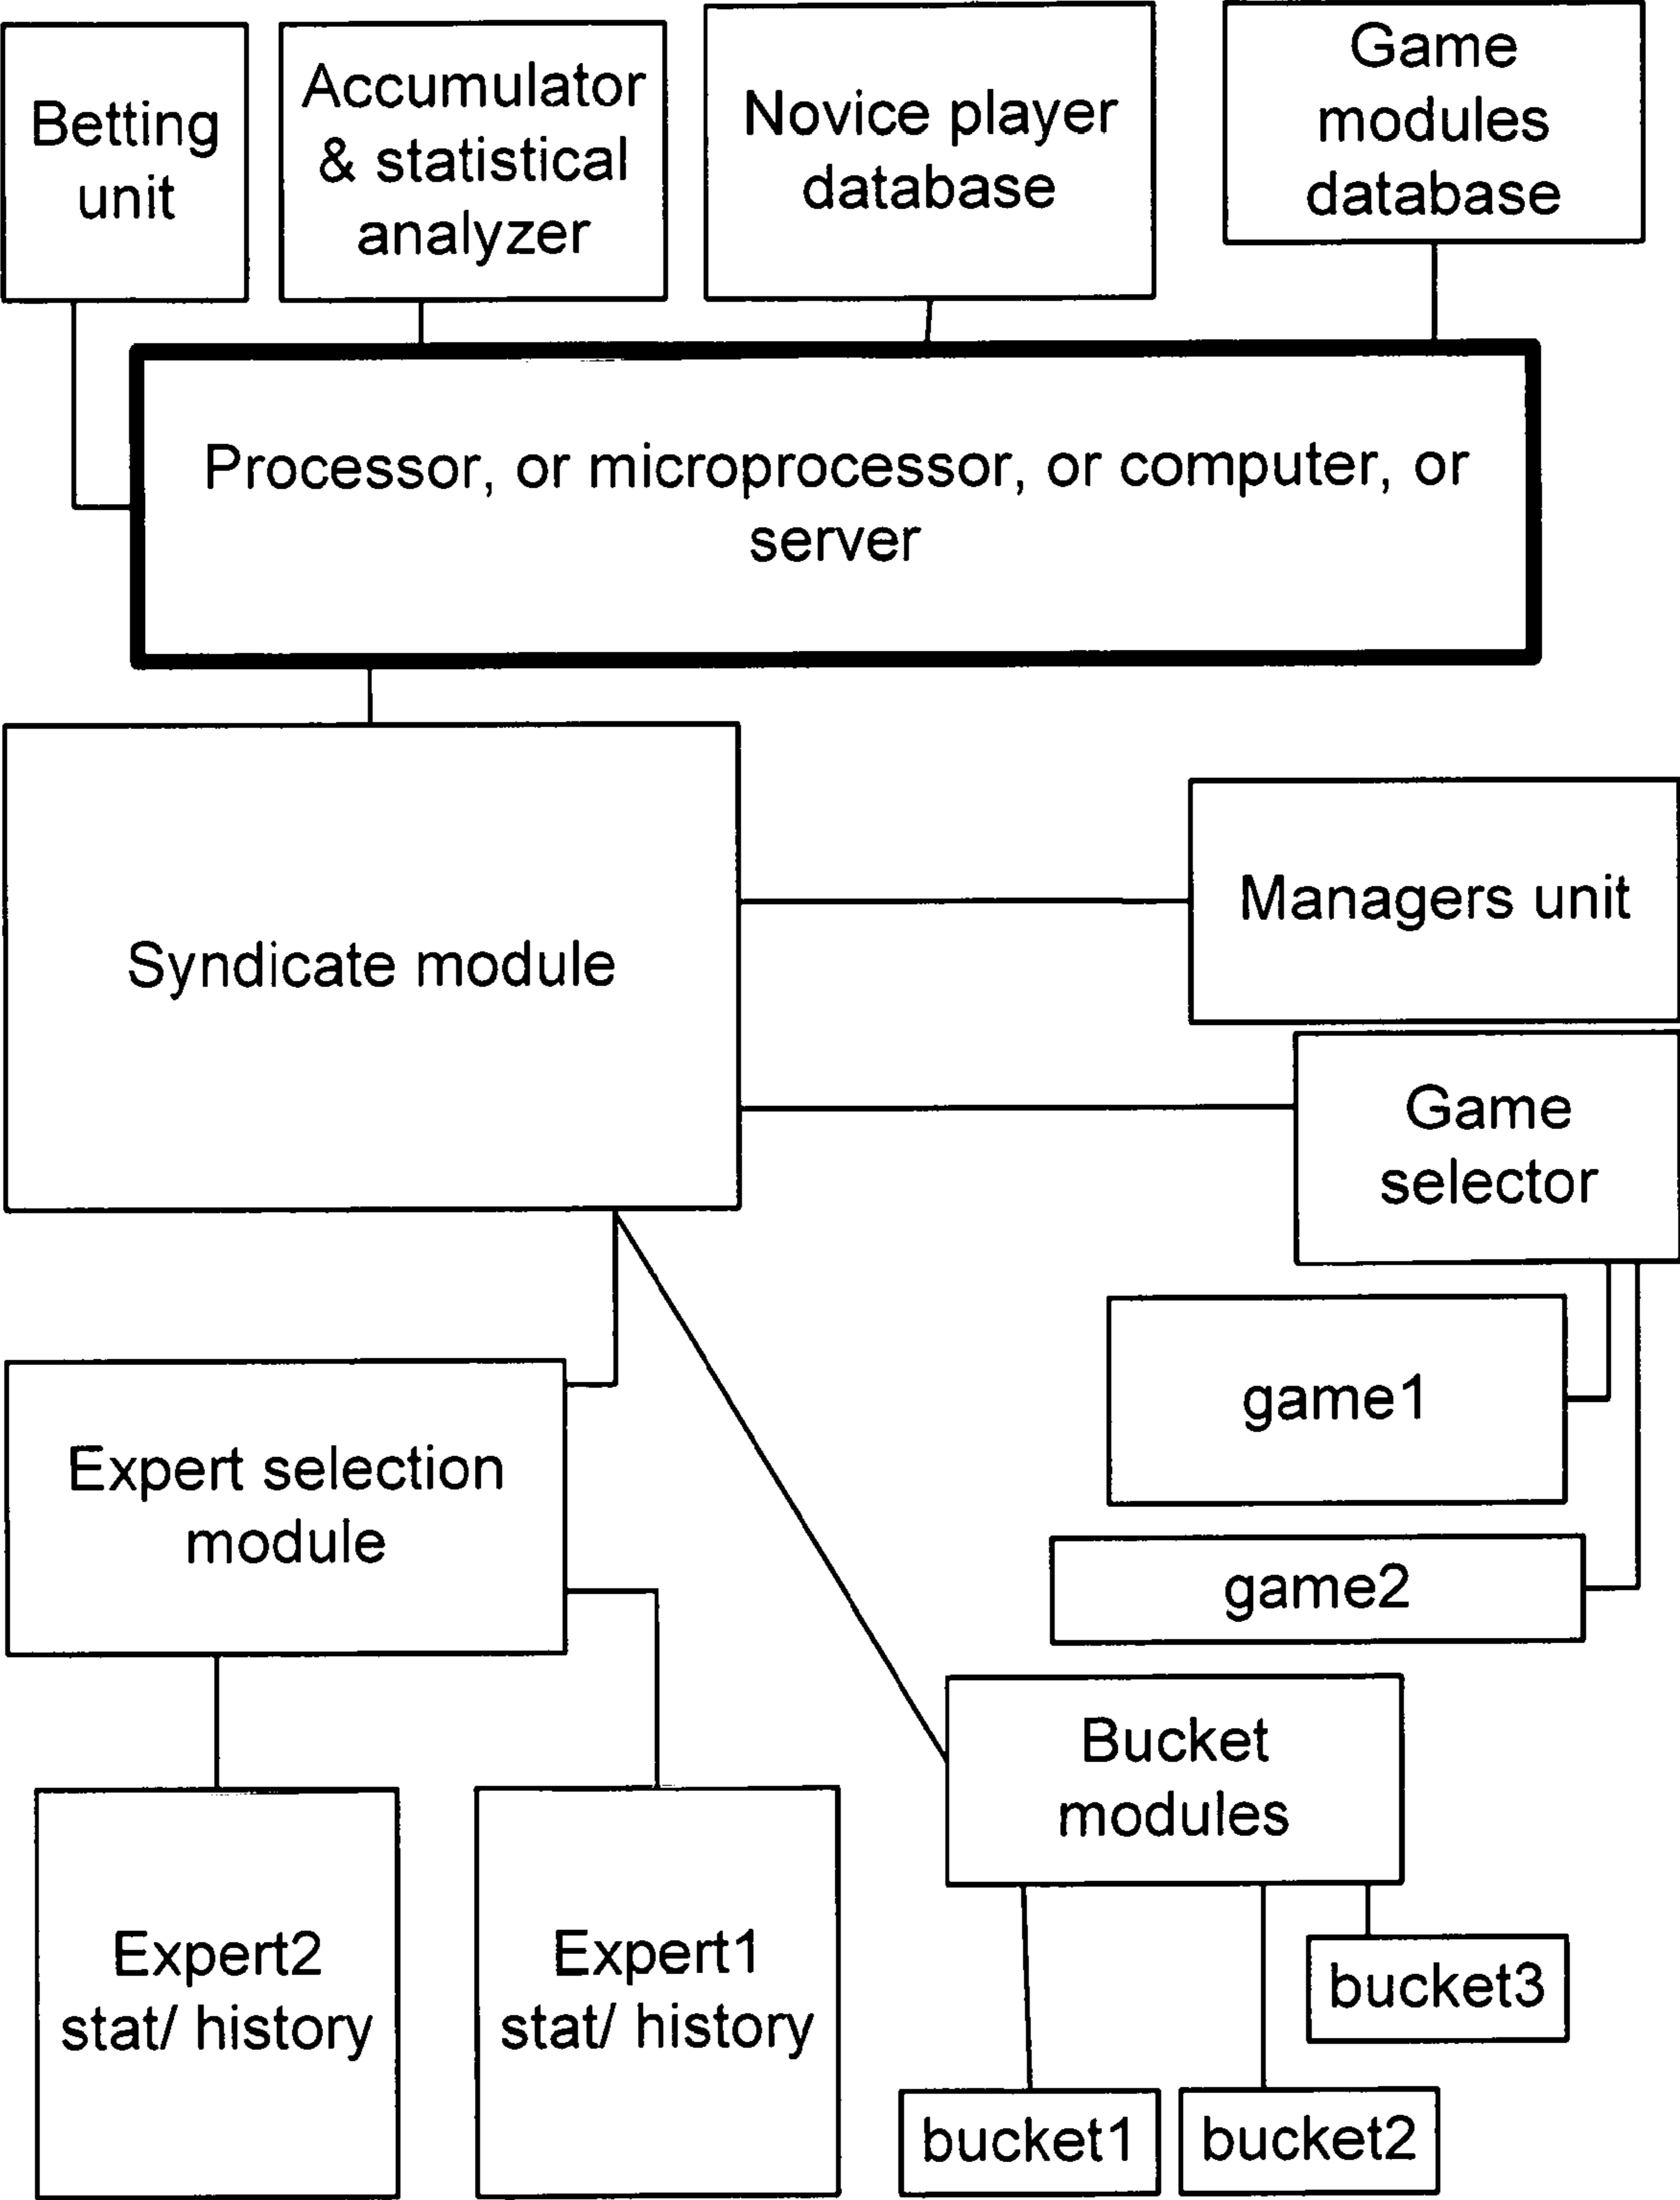 Betting
unit
Accumulator
& statistical
analyzer
Novice player
database
Game
modules
database
Processor, or microprocessor, or computer, or
server
Syndicate module
Managers unit
Game
selector
game1
Expert selection
module
game2
Bucket
modules
Expert2
stat/ history
Expert1
stat/ history
bucket3
bucket1
bucket2